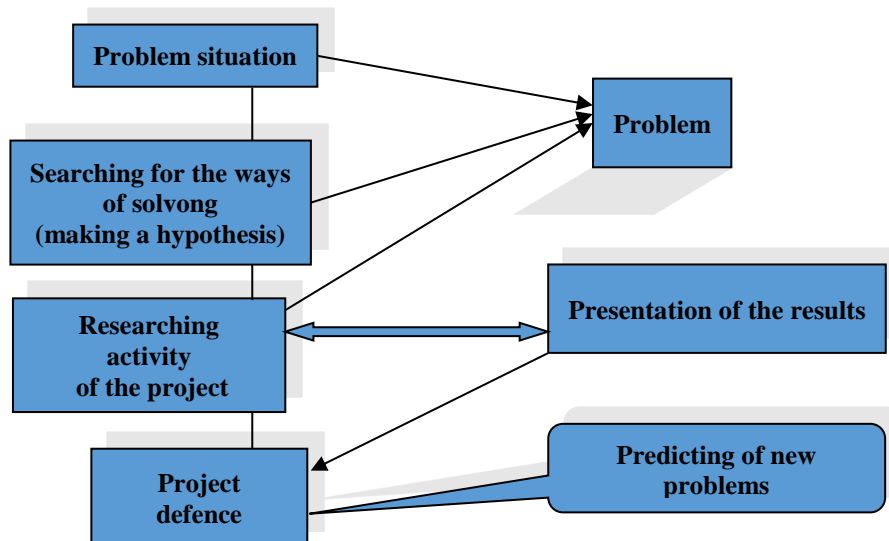 Problem situation
Problem
Searching for the ways
of solvong
(making a hypothesis)
Researching
activity
of the project
Presentation of the results
Project
defence
Predicting of new
problems